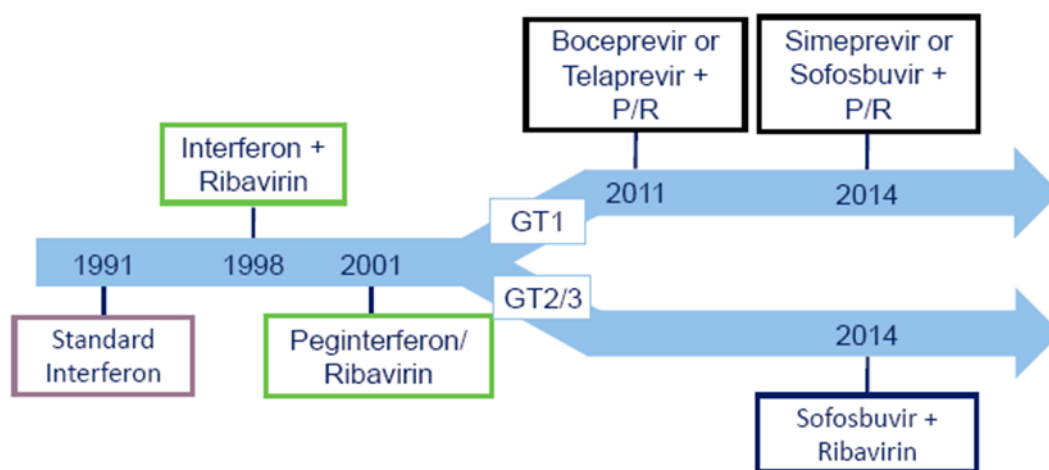 Boceprevir or
Telaprevir +
P/R
Simeprevir or
Sofosbuvir +
P/R
Interferon +
Ribavirin
2011
2014
GT1
1991
1998
2001
GT2/3
Standard
Interferon
Peginterferon/
Ribavirin
2014
Sofosbuvir +
Ribavirin